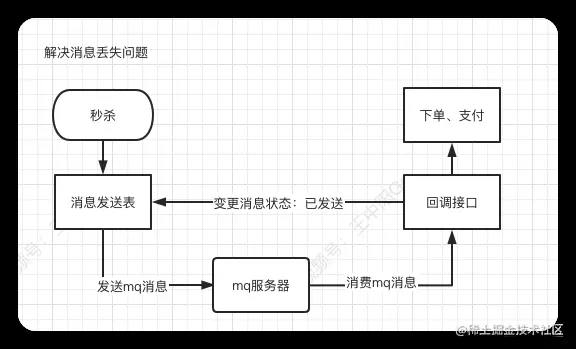 解决消息丢失问题
秒杀
下单、支付
消息发送表
变更消息状态：已发送
回调接口
发送mq消息
mq服务器
消费mq消息
@稀土掘金技术社区